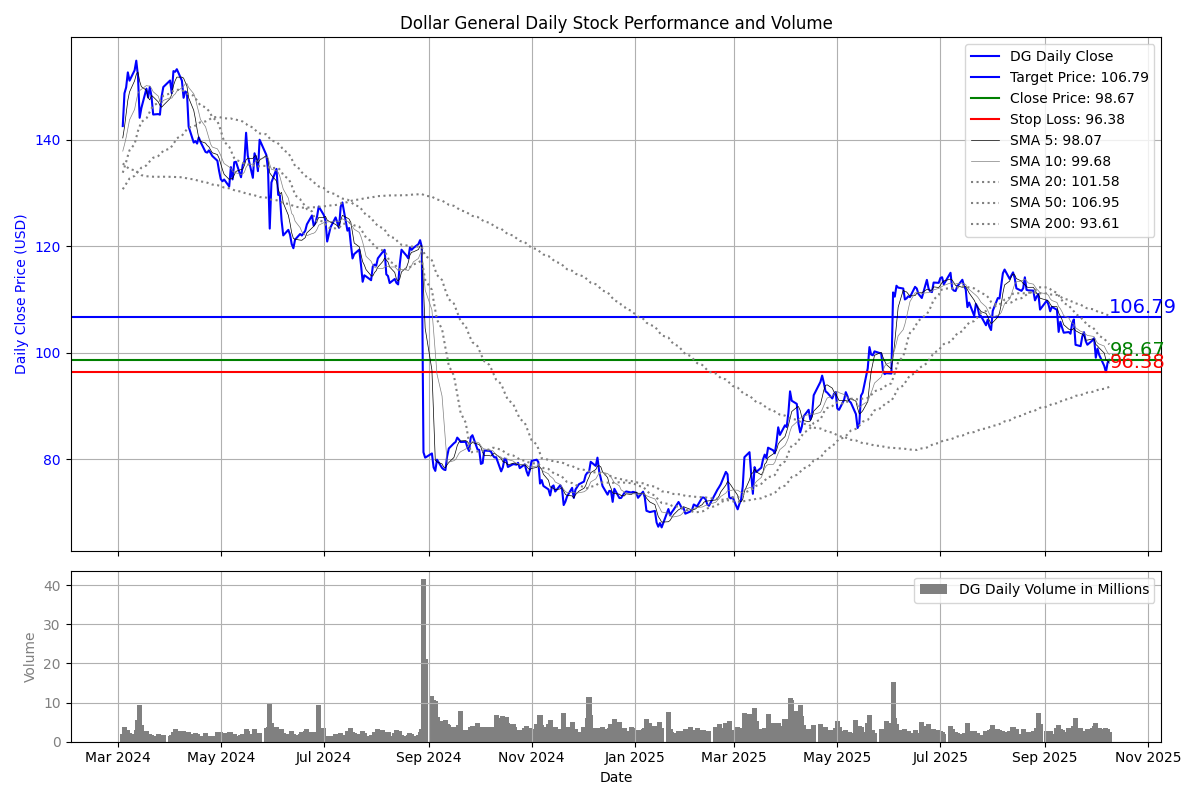 Dollar General Daily Stock Performance and Volume
DG Daily Close
Target Price: 106.79
Close Price: 98.67
Stop Loss: 96.38
SMA 5: 98.07
SMA 10: 99.68
SMA 20: 101.58
SMA 50: 106.95
SMA 200: 93.61
Daily Close Price (USD)
140
120
100
80
106.79
98.67
96.38
DG Daily Volume in Millions
Volume
40
30
20
10
0
Mar 2024 May 2024 Jul 2024 Sep 2024 Nov 2024 Jan 2025 Mar 2025 May 2025 Jul 2025 Sep 2025 Nov 2025
Date